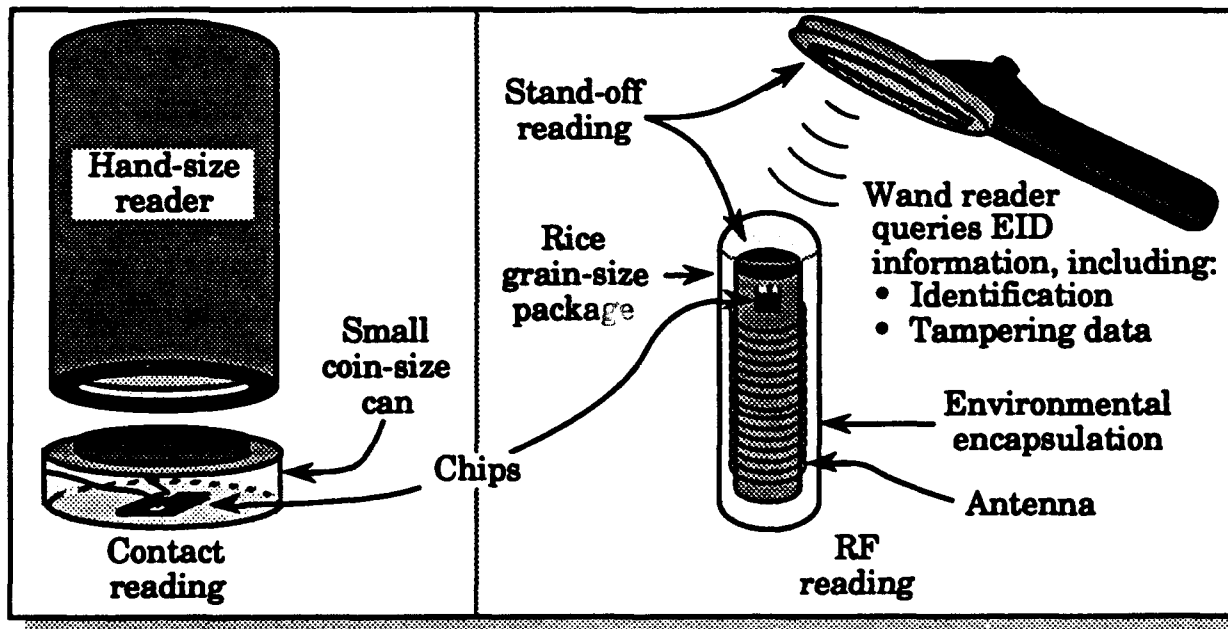 Hand-size
reader
Small
coin-size
can
Chips
Contact
reading
Stand-off
reading
Rice
grain-size
package
Wand reader
queries EID
information, including:
• Identification
• Tampering data
Environmental
encapsulation
Antenna
RF
reading